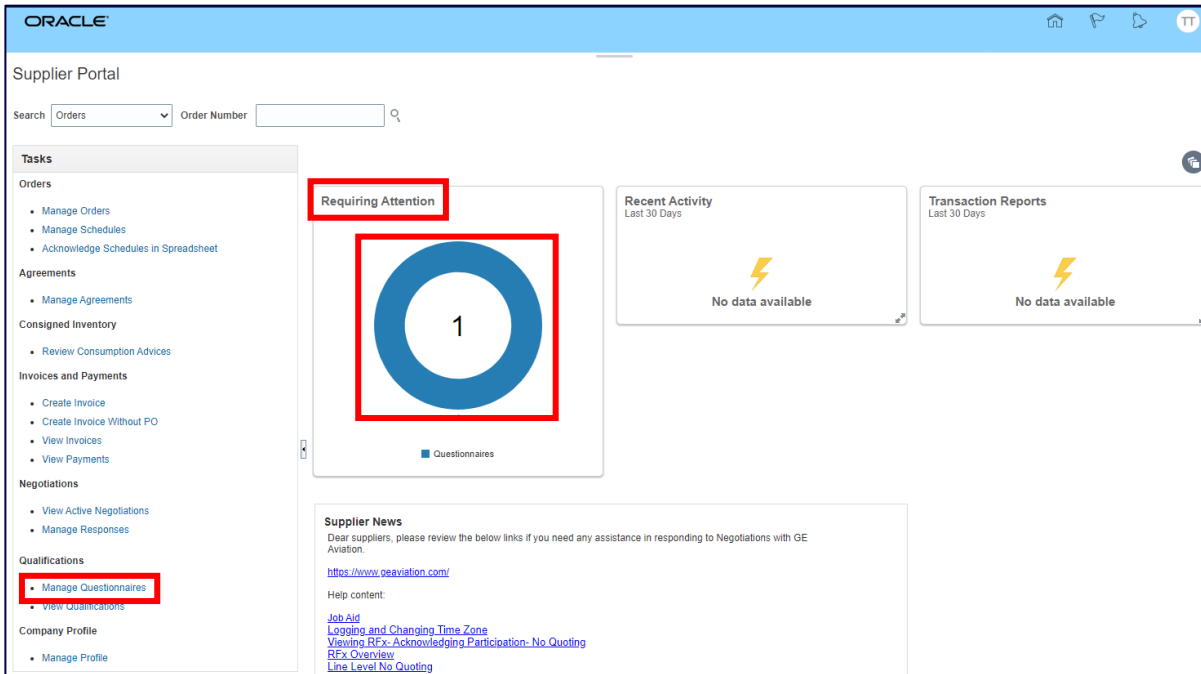 ORACLE
TT
Supplier Portal
Search Orders Order Number
Tasks
Orders
Manage Orders
Manage Schedules
Acknowledge Schedules in Spreadsheet
Agreements
Manage Agreements
Consigned Inventory
Review Consumption Advices
Invoices and Payments
Create Invoice
Create Invoice Without PO
View Invoices
View Payments
Negotiations
View Active Negotiations
Manage Responses
Qualifications
Manage Questionnaires
View Qualifications
Company Profile
Manage Profile
Requiring Attention
1
Questionnaires
Recent Activity
Last 30 Days
No data available
Transaction Reports
Last 30 Days
No data available
Supplier News
Dear suppliers, please review the below links if you need any assistance in responding to Negotiations with GE
Aviation.
https://www.geaviation.com/
Help content:
Job Aid
Logging and Changing Time Zone
Viewing RFx- Acknowledging Participation- No Quoting
RFx Overview
Line Level No Quoting